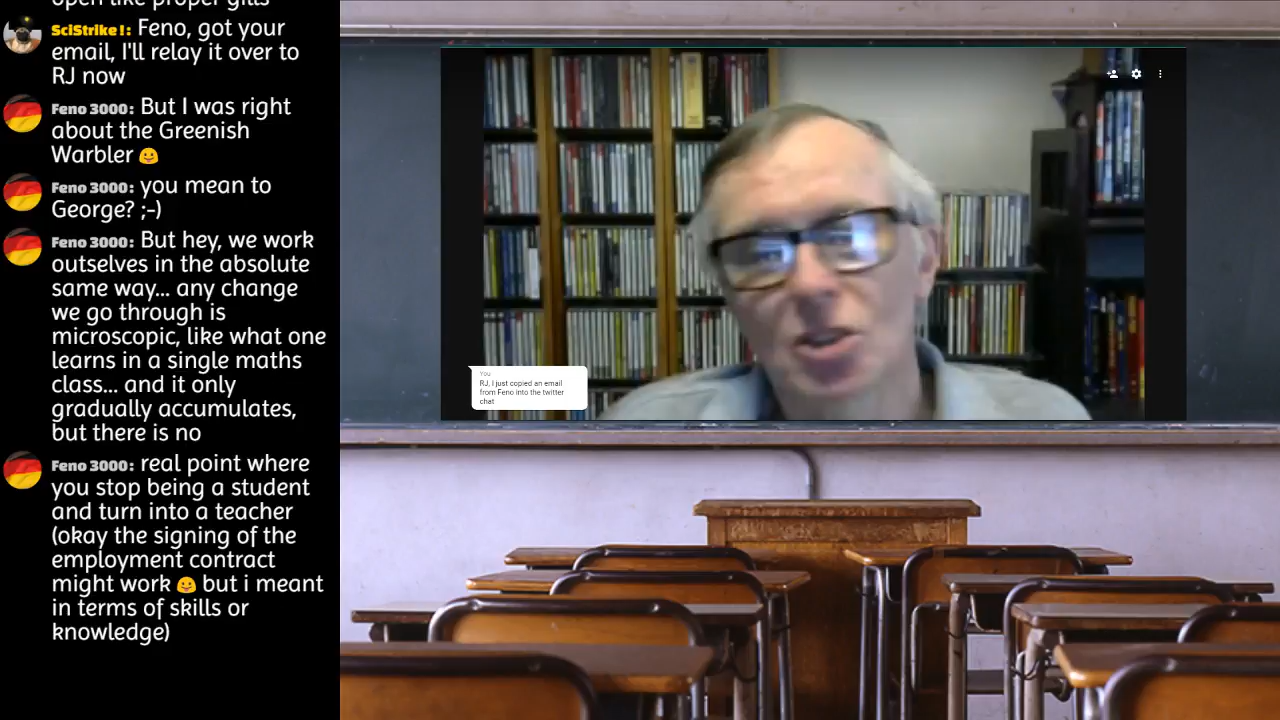 open like proper gills
SciStrike!: Feno, got your
email, I'll relay it over to
RJ now
Feno 3000: But I was right
about the Greenish
Warbler
Feno 3000: you mean to
George? ;-)
Feno 3000: But hey, we work
outselves in the absolute
same way... any change
we go through is
microscopic, like what one
learns in a single maths
class... and it only
gradually accumulates,
but there is no
Feno 3000: real point where
you stop being a student
and turn into a teacher
(okay the signing of the
employment contract
might work but i meant
in terms of skills or
knowledge)
You
RJ, I just copied an email
from Feno into the twitter
chat